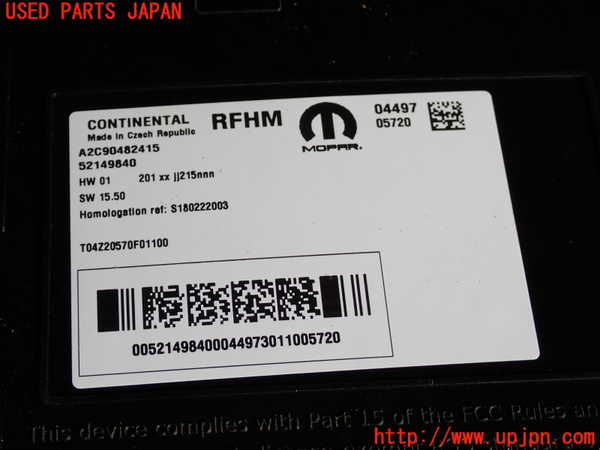 USED PARTS JAPAN
CONTINENTAL RFHM 04497
Made in Czech Republic 05720
MOPAR.
A2C90482415
52149840
HW 01 201 xx jj215nnn
SW 15.50
Homologation ref: S180222003
T04Z20570F01100
00521498400044973011005720
This device complies with Part 15 of the FCC Rules an
http://www.upjpn.com/